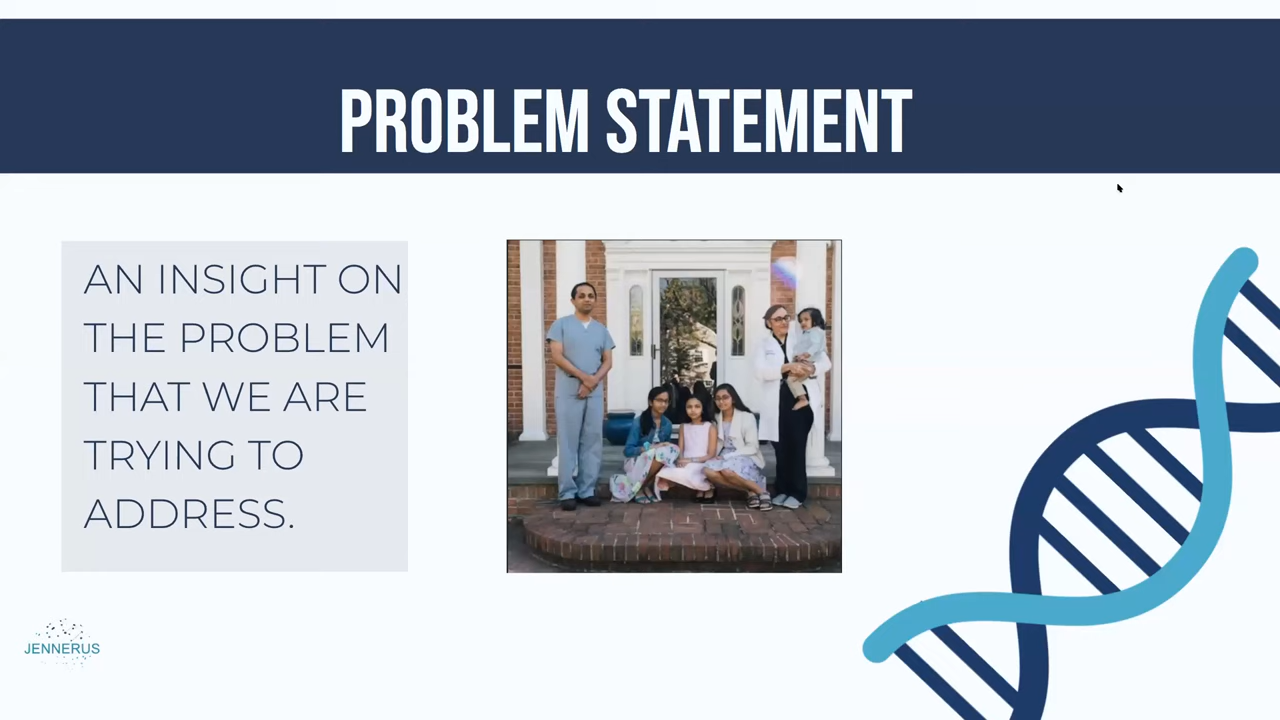 PROBLEM STATEMENT
AN INSIGHT ON
THE PROBLEM
THAT WE ARE
TRYING TO
ADDRESS.
JENNERUS